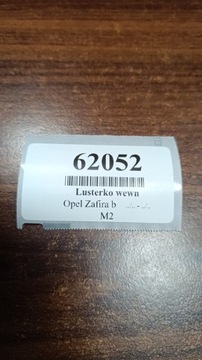 62052
Lusterko wewn
Opel Zafira b
M2